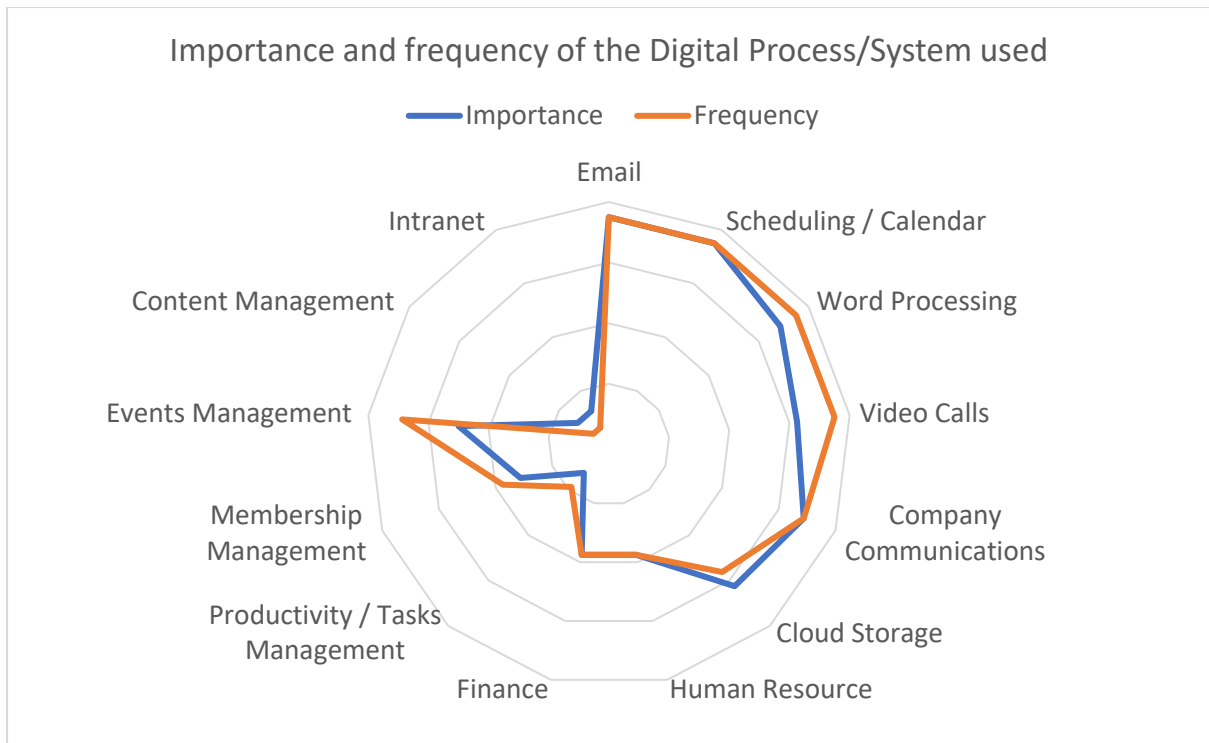 Importance and frequency of the Digital Process/System used
Importance
Frequency
Email
Scheduling / Calendar
Word Processing
Video Calls
Company
Communications
Cloud Storage
Human Resource
Finance
Productivity / Tasks
Management
Membership
Management
Events Management
Content Management
Intranet